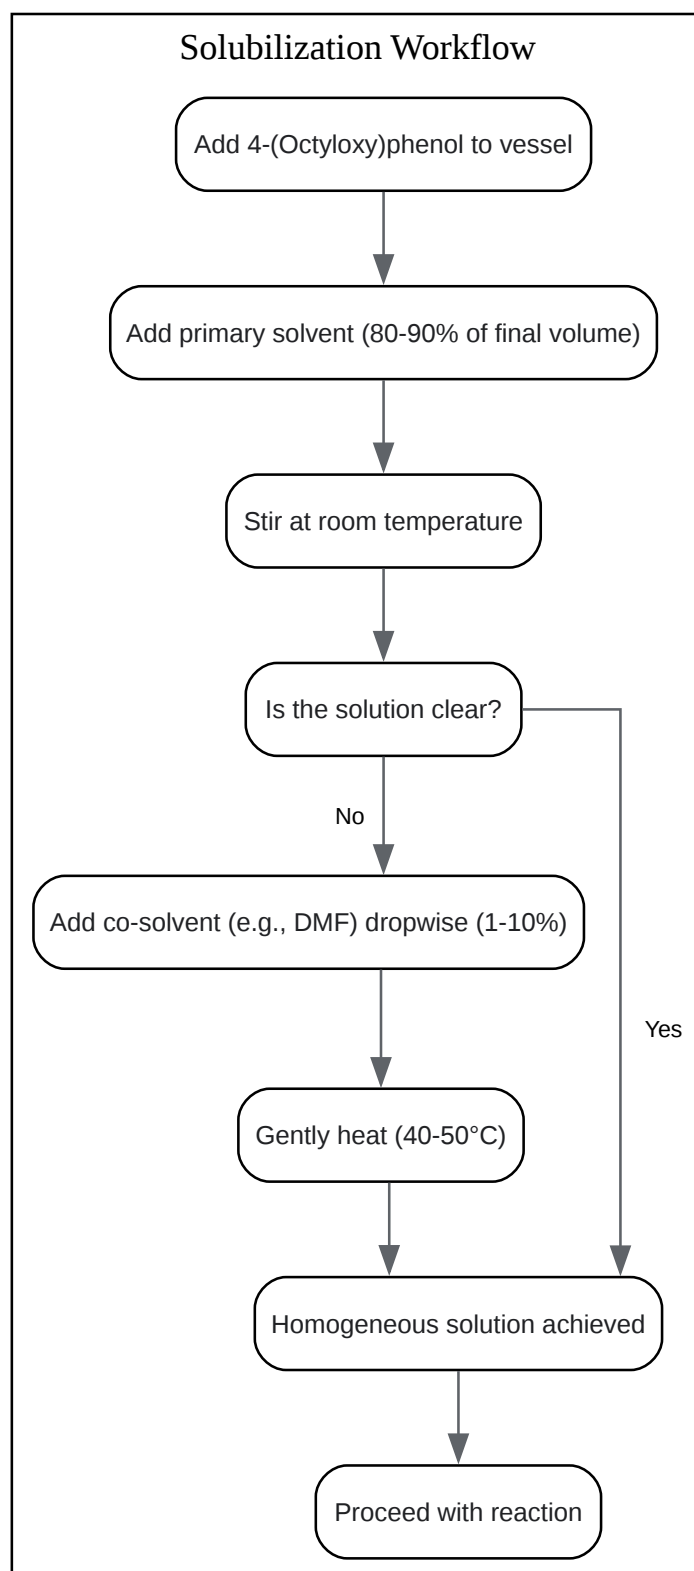 Solubilization Workflow
Add 4-(Octyloxy)phenol to vessel
Add primary solvent (80-90% of final volume)
Stir at room temperature
Is the solution clear?
No
Add co-solvent (e.g., DMF) dropwise (1-10%)
Yes
Gently heat (40-50°C)
Homogeneous solution achieved
Proceed with reaction